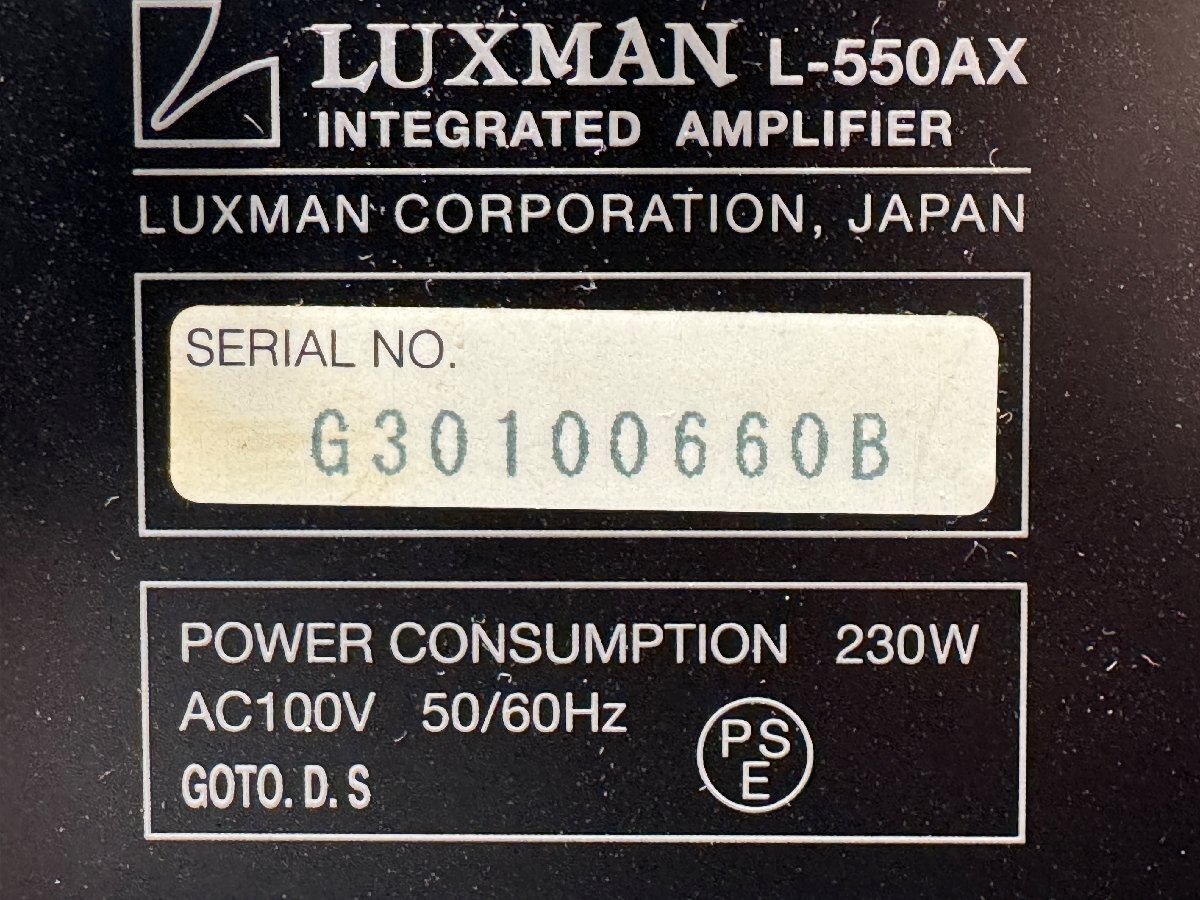 LUXMAN L-550AX
INTEGRATED AMPLIFIER
LUXMAN CORPORATION, JAPAN
SERIAL NO.
G30100660B
POWER CONSUMPTION 230W
AC100V 50/60Hz
GOTO. D. S
PS
E